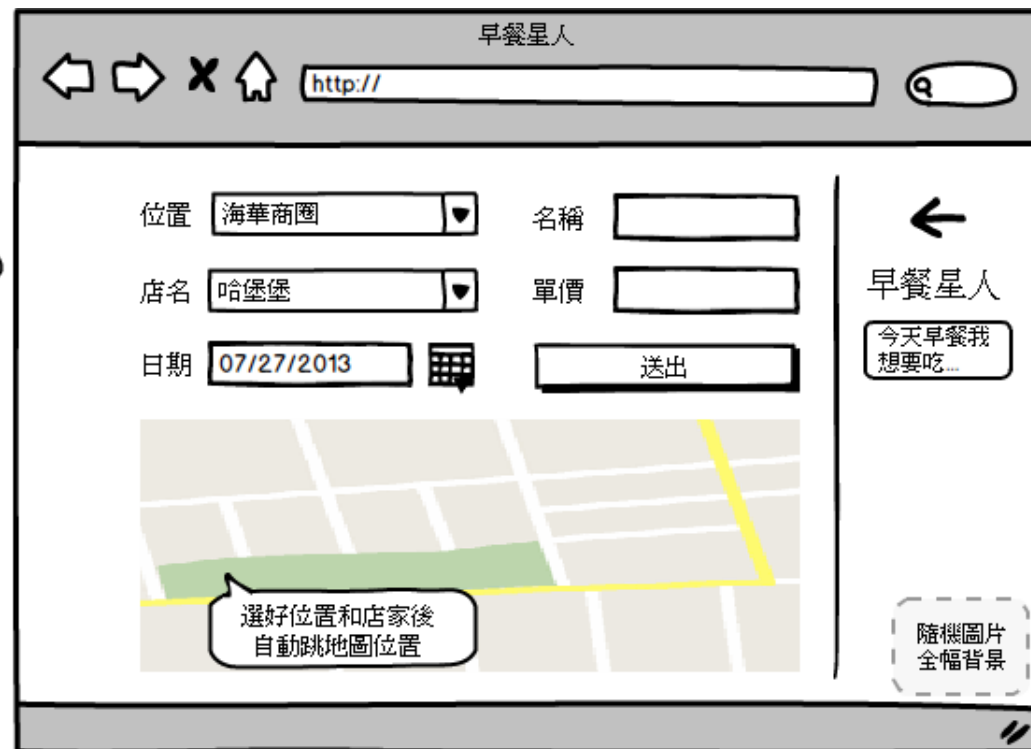 早餐星人
http://
位置 海華商圈
名稱
店名 哈堡堡
單價
日期 07/27/2013
送出
選好位置和店家後
自動跳地圖位置
早餐星人
今天早餐我
想要吃...
隨機圖片
全幅背景